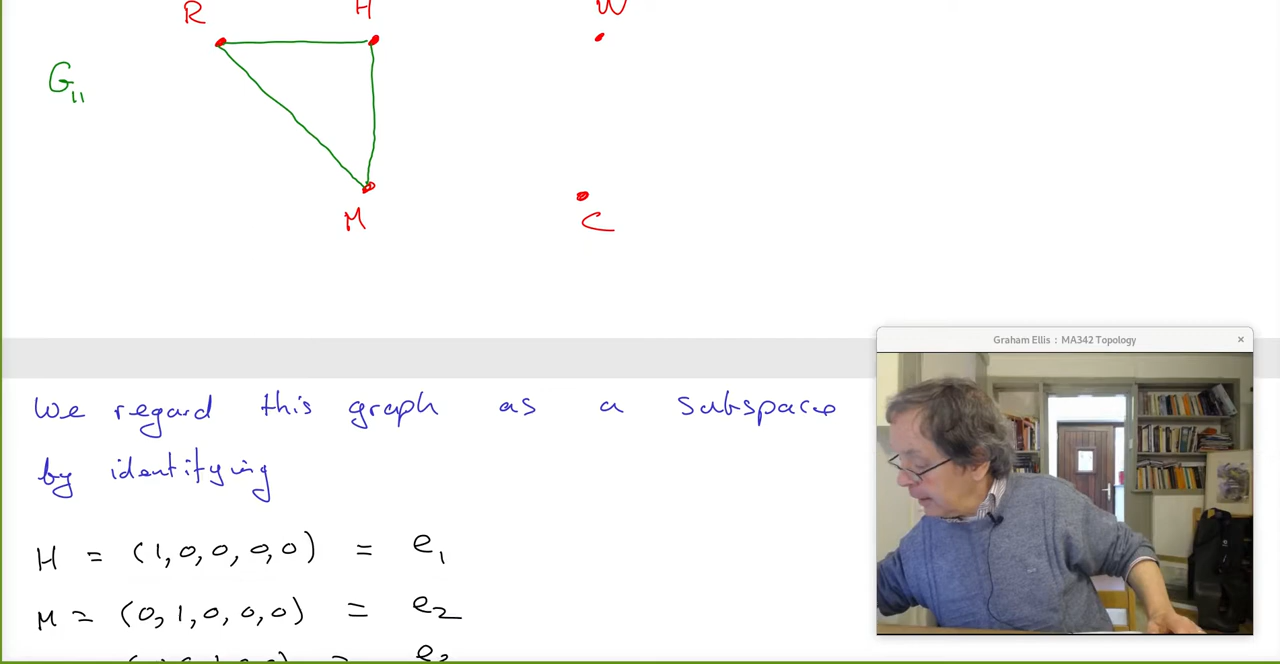 R H W
G11
M C
Graham Ellis : MA342 Topology ×
We regard this graph as a subspace
by identifying
H = (1,0,0,0,0) = e1
M = (0,1,0,0,0) = e2
e3